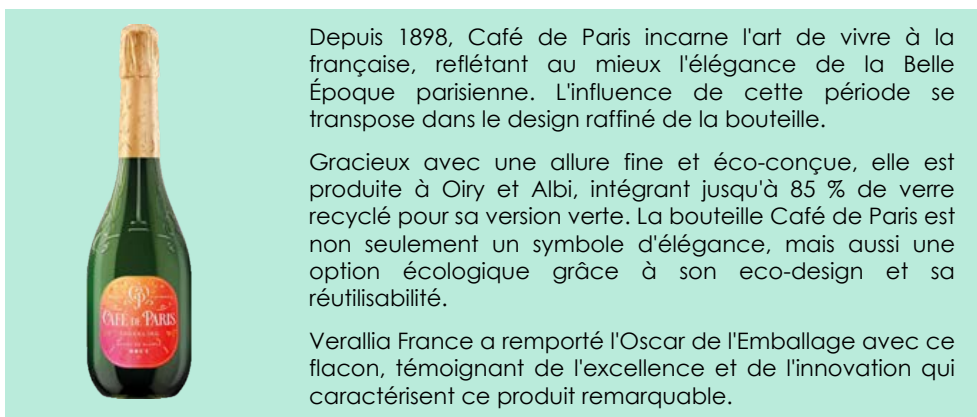 Depuis 1898, Café de Paris incarne l'art de vivre à la
française, reflétant au mieux l'élégance de la Belle
Époque parisienne. L'influence de cette période se
transpose dans le design raffiné de la bouteille.
Gracieux avec une allure fine et éco-conçue, elle est
produite à Oiry et Albi, intégrant jusqu'à 85 % de verre
recyclé pour sa version verte. La bouteille Café de Paris est
non seulement un symbole d'élégance, mais aussi une
option écologique grâce à son eco-design et sa
réutilisabilité.
Verallia France a remporté l'Oscar de l'Emballage avec ce
flacon, témoignant de l'excellence et de l'innovation qui
caractérisent ce produit remarquable.
CAFÉ DE PARIS
BRUT